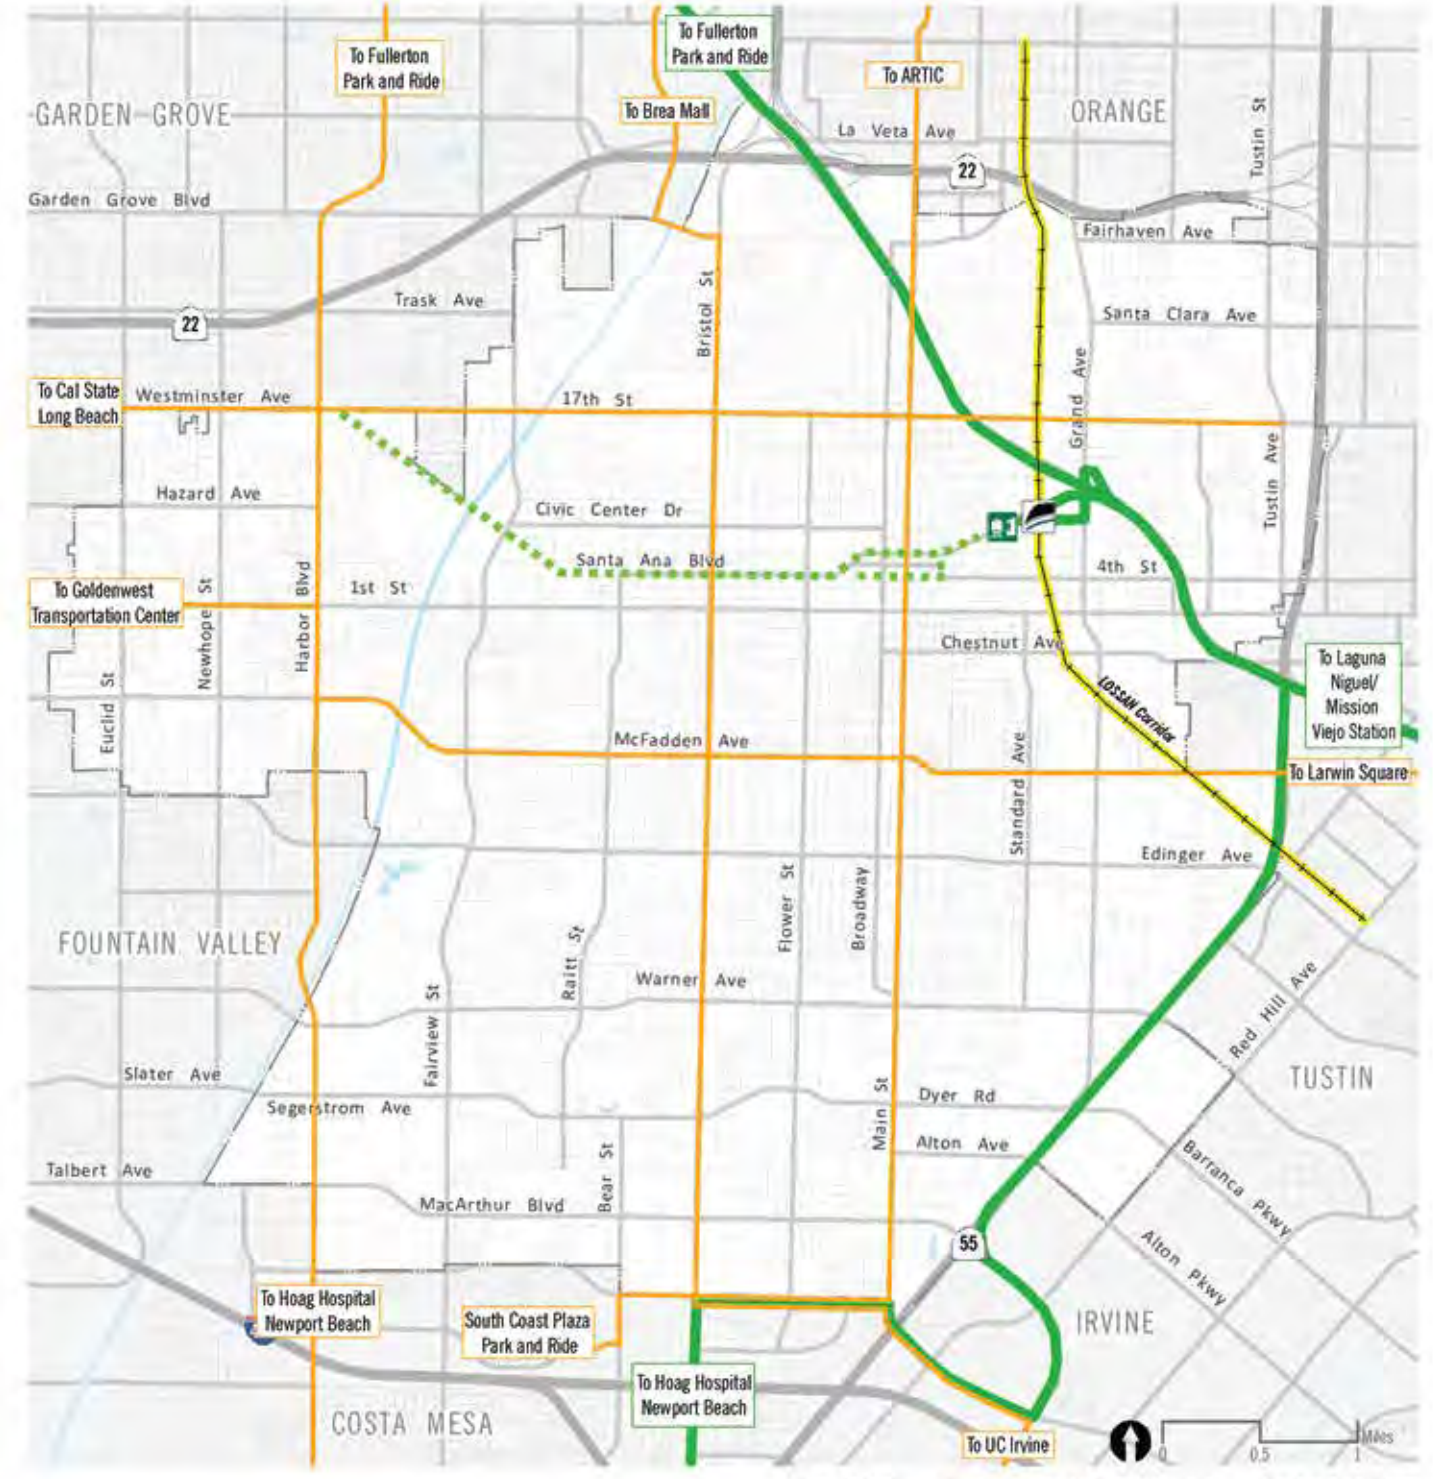 To Fullerton
Park and Ride
To Fullerton
Park and Ride
To ARTIC
To Brea Mall
GARDEN GROVE
ORANGE
La Veta Ave
Tustin St
22
Garden Grove Blvd
Fairhaven Ave
Trask Ave
22
Bristol St
Santa Clara Ave
Grand Ave
To Cal State
Long Beach
Westminster Ave
17th St
Tustin Ave
Hazard Ave
Civic Center Dr
Santa Ana Blvd
4th St
To Goldenwest
Transportation Center
Newhope St
Harbor Blvd
1st St
Chestnut Ave
Euclid St
LOSSAN Corridor
To Laguna
Niguel/
Mission
Viejo Station
McFadden Ave
Standard Ave
To Larwin Square
Edinger Ave
Flower St
Broadway
FOUNTAIN VALLEY
Raitt St
Warner Ave
Fairview St
Red Hill Ave
TUSTIN
Slater Ave
Segerstrom Ave
Dyer Rd
Main St
Alton Ave
Talbert Ave
Bear St
Barranca Pkwy
MacArthur Blvd
55
Alton Pkwy
To Hoag Hospital
Newport Beach
South Coast Plaza
Park and Ride
IRVINE
To Hoag Hospital
Newport Beach
COSTA MESA
To UC Irvine
Miles
0 0.5 1